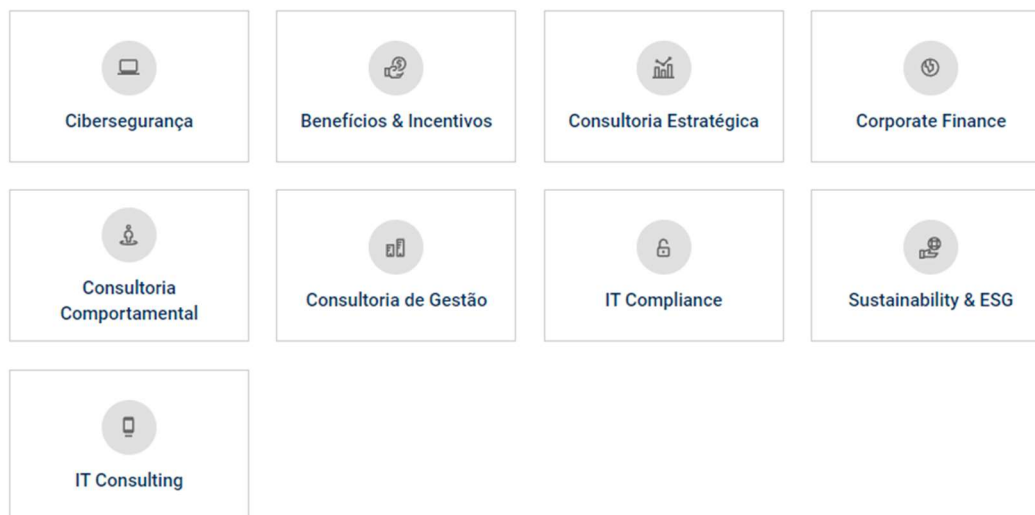 Cibersegurança
Benefícios & Incentivos
Consultoria Estratégica
Corporate Finance
Consultoria
Comportamental
Consultoria de Gestão
IT Compliance
Sustainability & ESG
IT Consulting